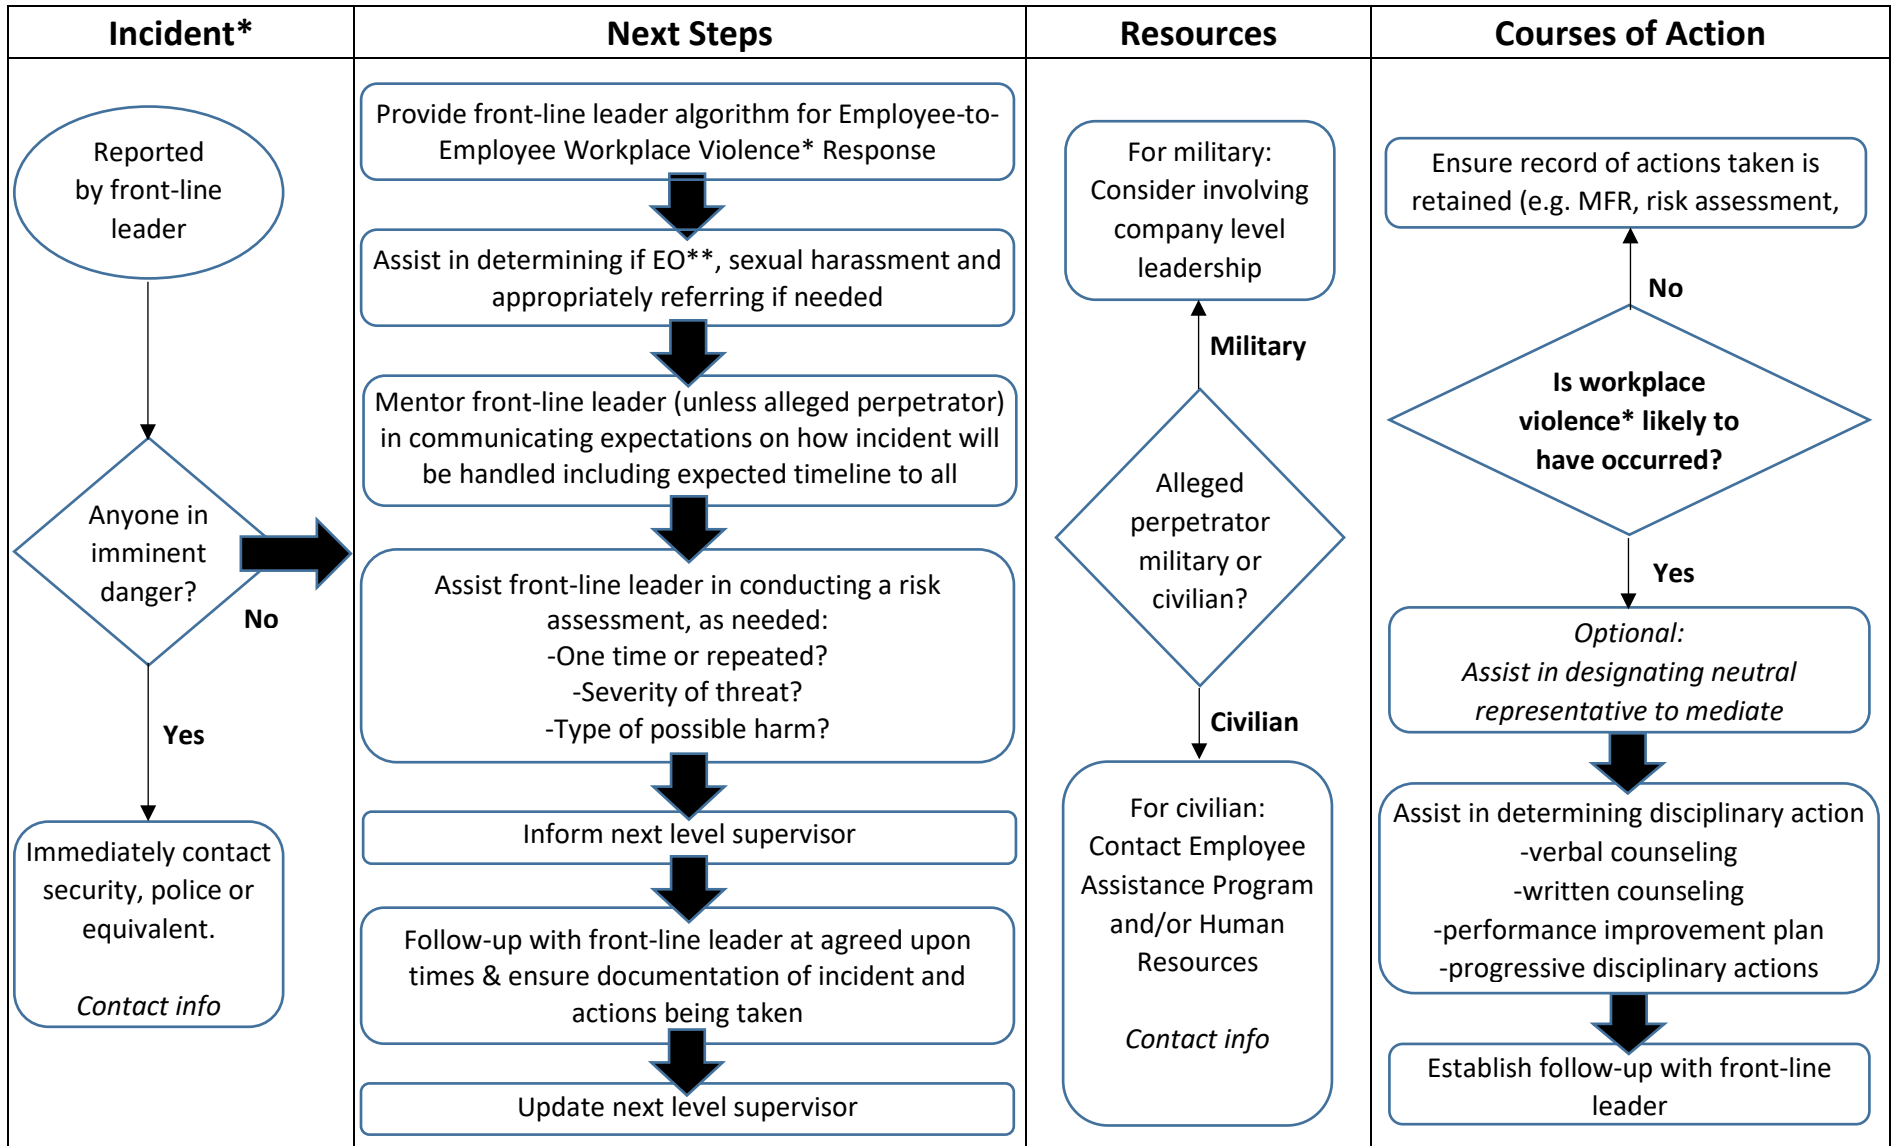 Incident*
Next Steps
Resources
Courses of Action
Reported
by front-line
leader
Anyone in
imminent
danger?
No
Yes
Immediately contact
security, police or
equivalent.
Contact info
Provide front-line leader algorithm for Employee-to-
Employee Workplace Violence* Response
Assist in determining if EO**, sexual harassment and
appropriately referring if needed
Mentor front-line leader (unless alleged perpetrator)
in communicating expectations on how incident will
be handled including expected timeline to all
Assist front-line leader in conducting a risk
assessment, as needed:
-One time or repeated?
-Severity of threat?
-Type of possible harm?
Inform next level supervisor
Follow-up with front-line leader at agreed upon
times & ensure documentation of incident and
actions being taken
Update next level supervisor
For military:
Consider involving
company level
leadership
Military
Alleged
perpetrator
military or
civilian?
Civilian
For civilian:
Contact Employee
Assistance Program
and/or Human
Resources
Contact info
Ensure record of actions taken is
retained (e.g. MFR, risk assessment,
No
Is workplace
violence* likely to
have occurred?
Yes
Optional:
Assist in designating neutral
representative to mediate
Assist in determining disciplinary action
-verbal counseling
-written counseling
-performance improvement plan
-progressive disciplinary actions
Establish follow-up with front-line
leader